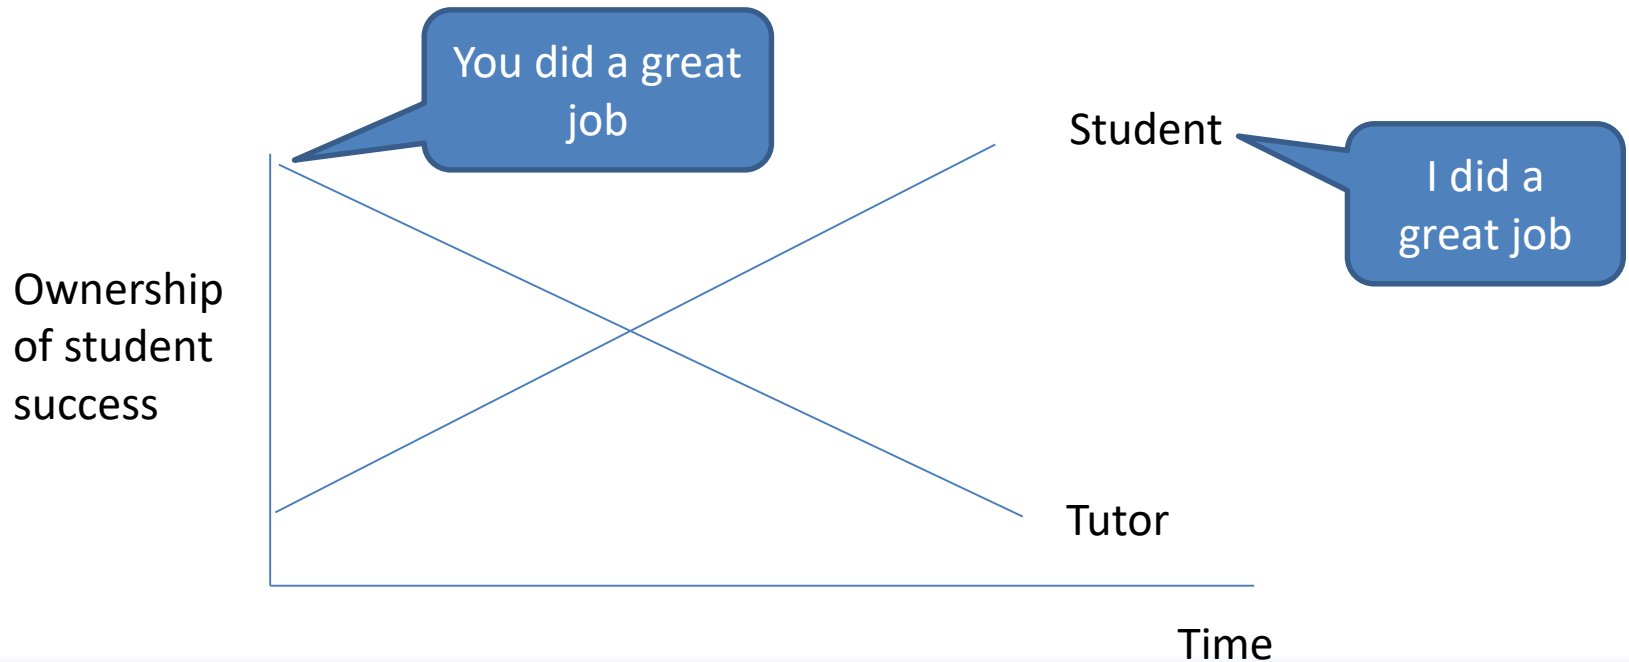 You did a great
job
Student
I did a
great job
Ownership
of student
success
Tutor
Time